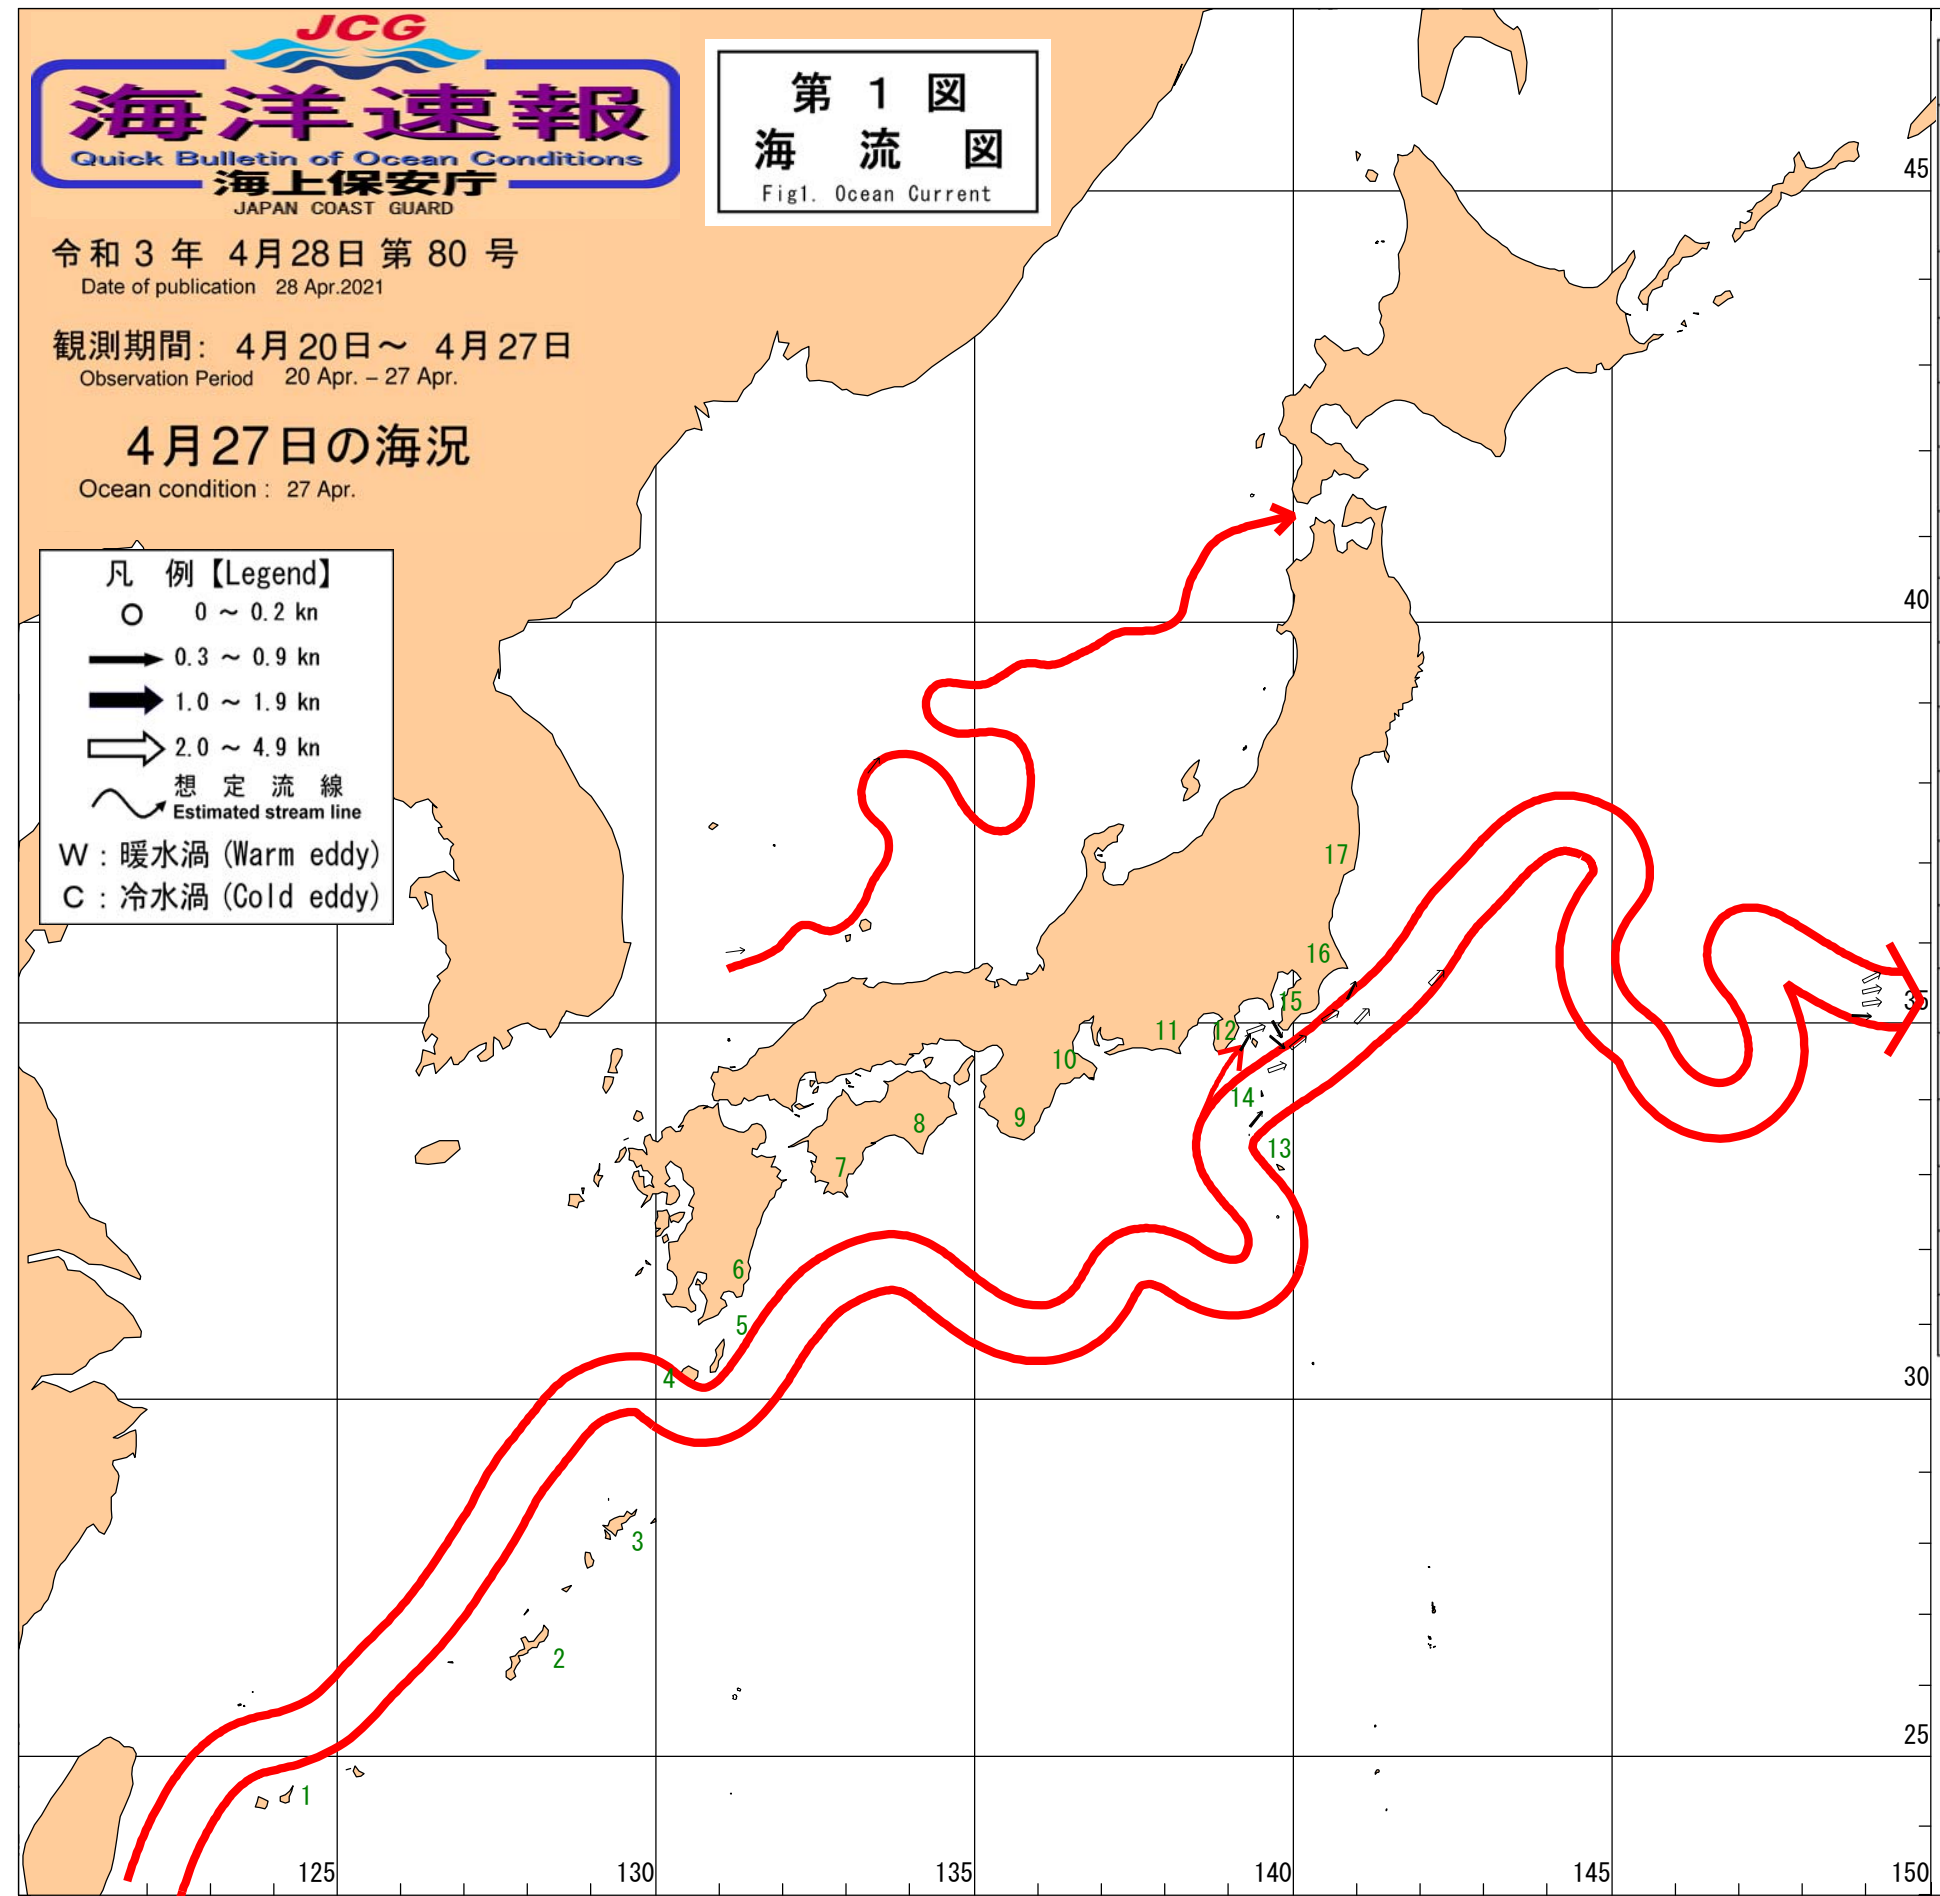 JCG
海洋速報
Quick Bulletin of Ocean Conditions
海上保安庁
JAPAN COAST GUARD
令和 3 年 4月28日 第 80 号
Date of publication 28 Apr.2021
観測期間: 4月20日～ 4月27日
Observation Period 20 Apr. – 27 Apr.
4月27日の海況
Ocean condition : 27 Apr.
第 1 図
海 流 図
Fig1. Ocean Current
凡 例【Legend】
0 ～ 0.2 kn
0.3 ～ 0.9 kn
1.0 ～ 1.9 kn
2.0 ～ 4.9 kn
想 定 流 線
Estimated stream line
W : 暖水渦 (Warm eddy)
C : 冷水渦 (Cold eddy)
45
40
17
16
15
35
12
11
10
14
9
8
13
7
6
5
4
30
3
2
25
1
125
130
135
140
145
150